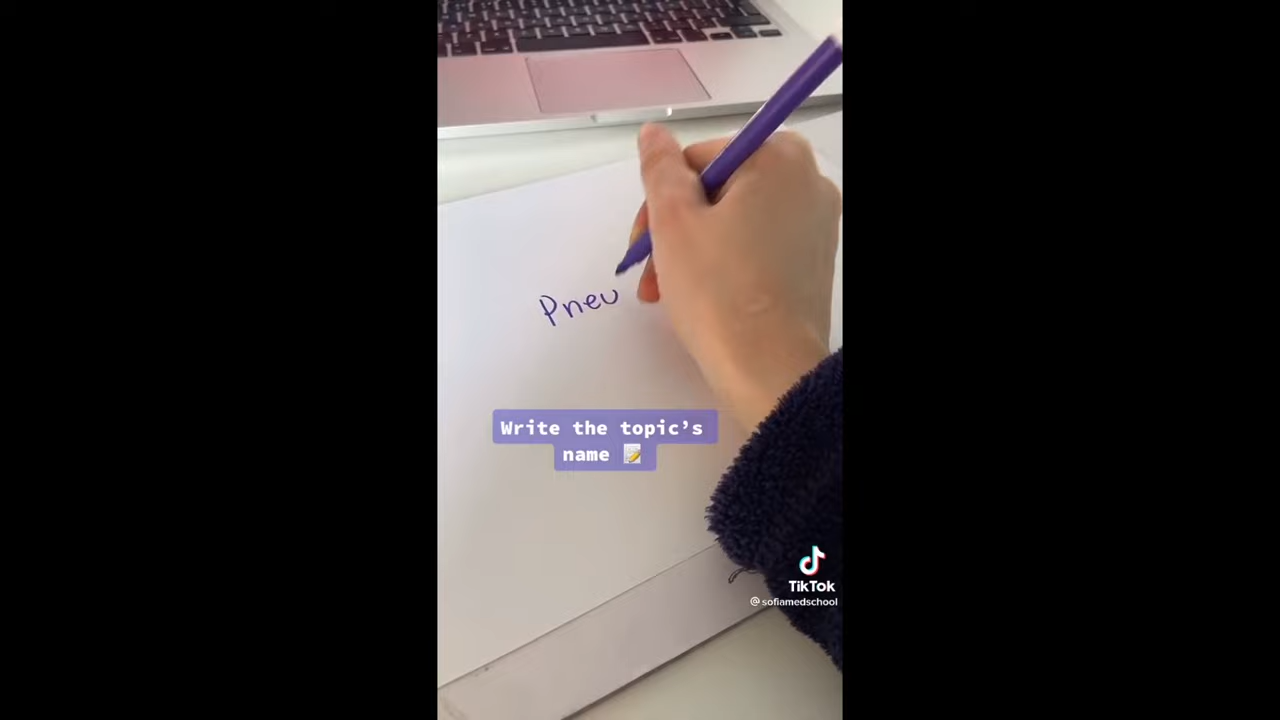 Pneu
Write the topic’s
name 📝
TikTok
@sofiamedschool